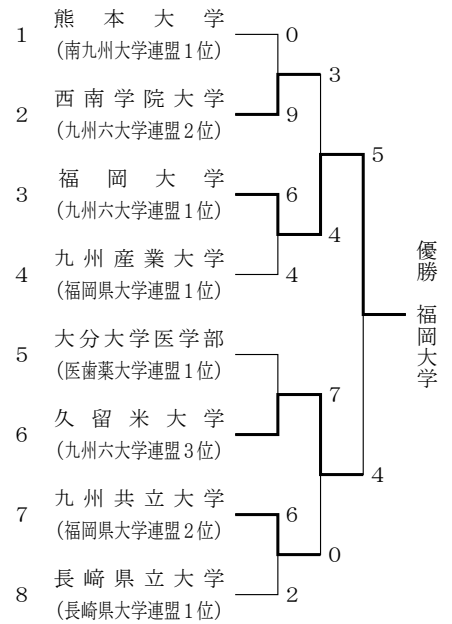 1 熊本大学 0
(南九州大学連盟1位)
3
2 西南学院大学 9
(九州六大学連盟2位)
5
3 福岡大学 6
(九州六大学連盟1位)
4
4 九州産業大学 4
(福岡県大学連盟1位)
優勝 福岡大学
5 大分大学医学部
(医歯薬大学連盟1位)
7
6 久留米大学
(九州六大学連盟3位)
4
7 九州共立大学 6
(福岡県大学連盟2位)
0
8 長崎県立大学 2
(長崎県大学連盟1位)